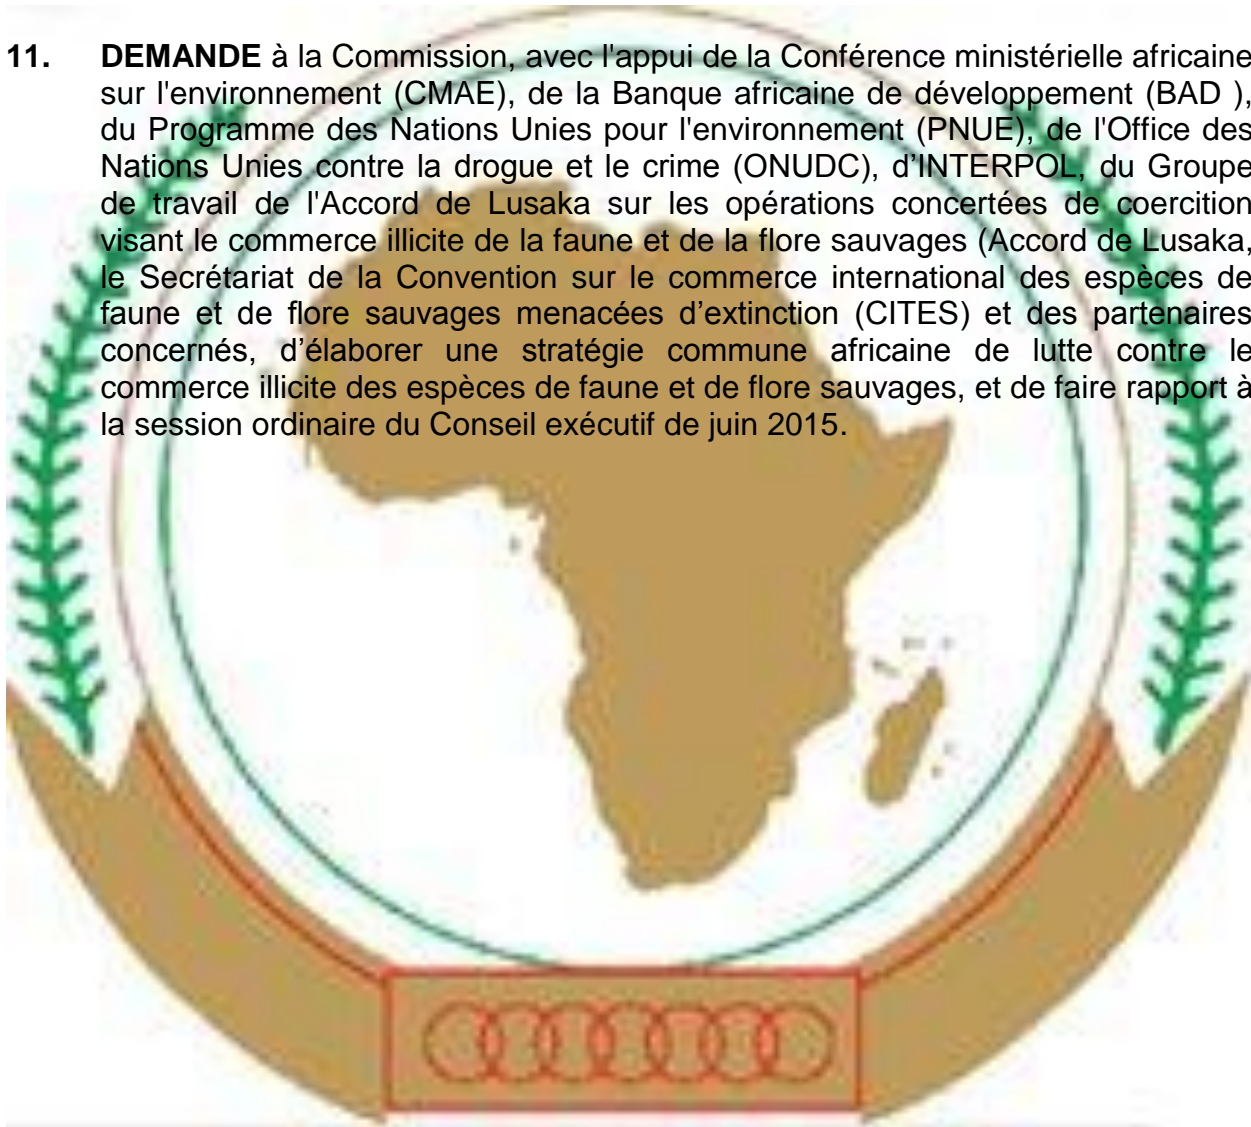 11. DEMANDE à la Commission, avec l'appui de la Conférence ministérielle africaine
sur l'environnement (CMAE), de la Banque africaine de développement (BAD ),
du Programme des Nations Unies pour l'environnement (PNUE), de l'Office des
Nations Unies contre la drogue et le crime (ONUDC), d’INTERPOL, du Groupe
de travail de l'Accord de Lusaka sur les opérations concertées de coercition
visant le commerce illicite de la faune et de la flore sauvages (Accord de Lusaka,
le Secrétariat de la Convention sur le commerce international des espèces de
faune et de flore sauvages menacées d’extinction (CITES) et des partenaires
concernés, d’élaborer une stratégie commune africaine de lutte contre le
commerce illicite des espèces de faune et de flore sauvages, et de faire rapport à
la session ordinaire du Conseil exécutif de juin 2015.